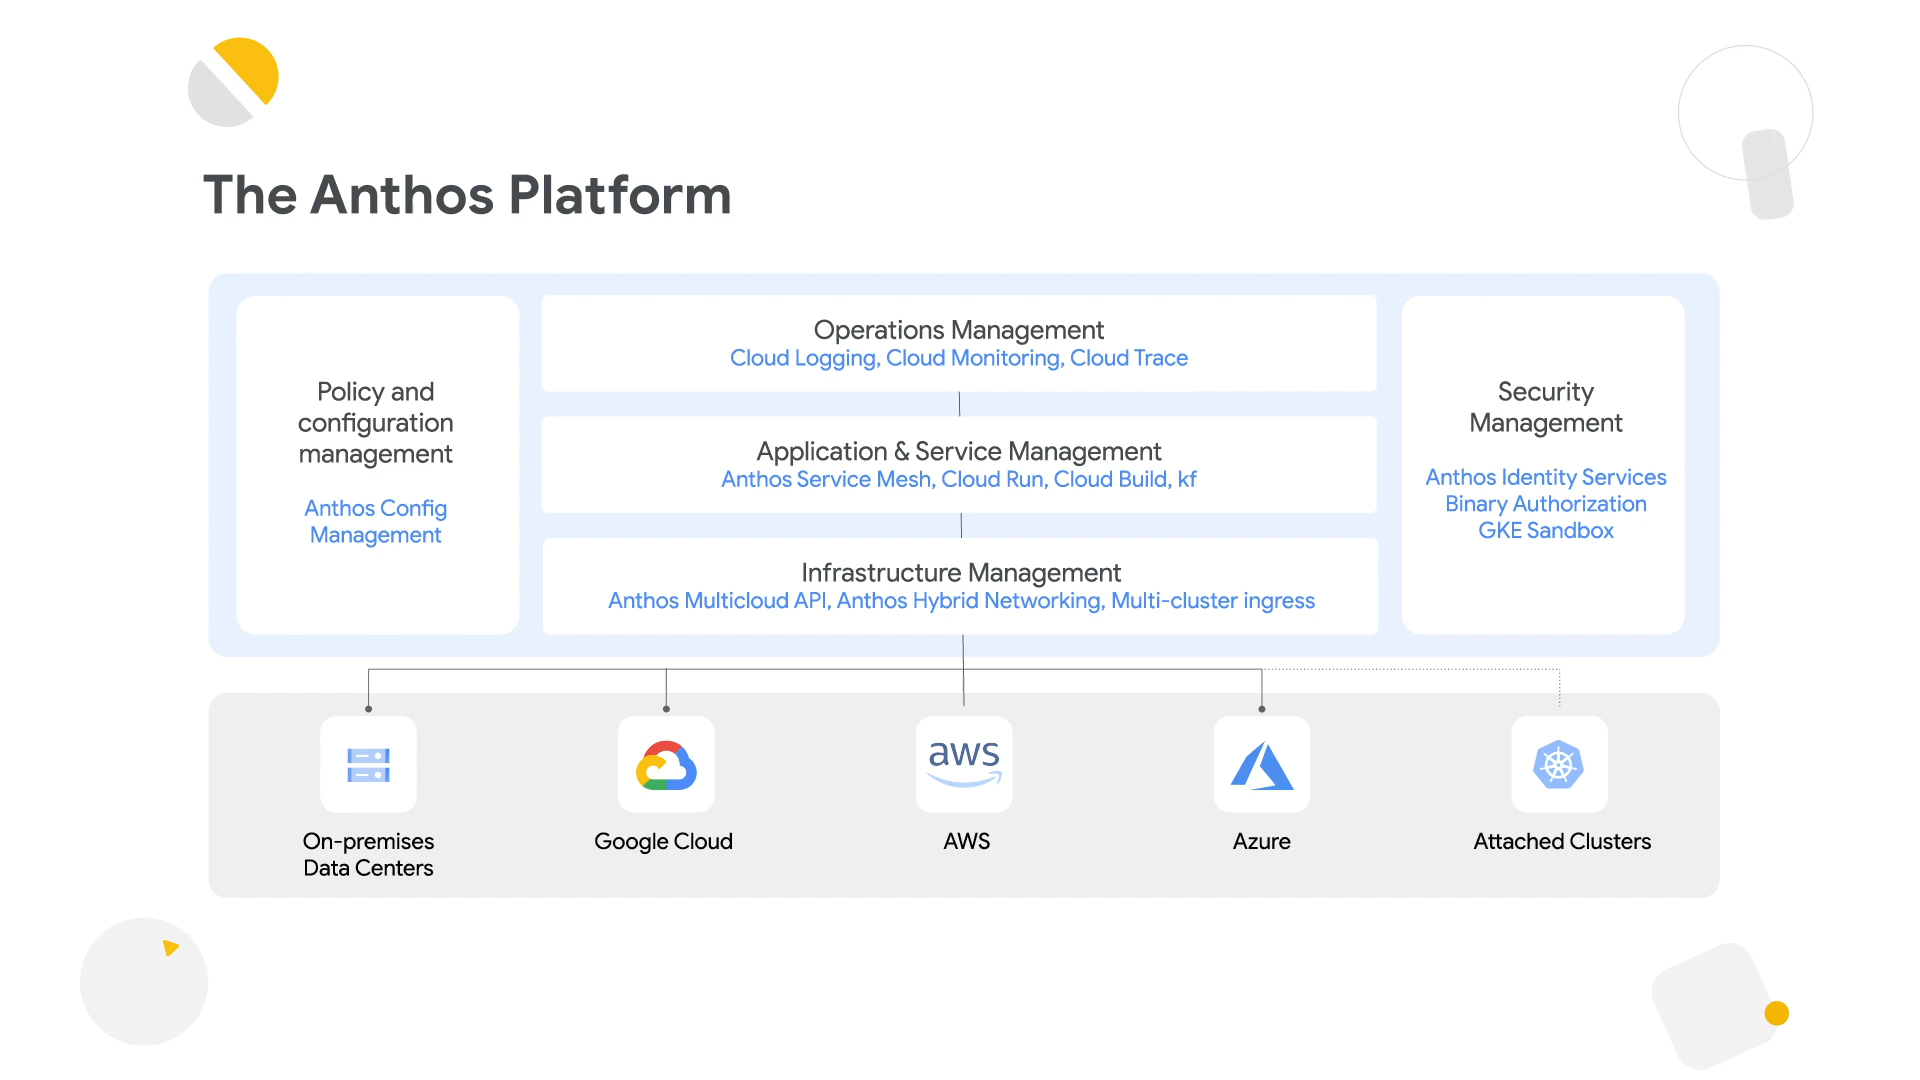 The Anthos Platform
Policy and
configuration
management
Anthos Config
Management
Operations Management
Cloud Logging, Cloud Monitoring, Cloud Trace
Application & Service Management
Anthos Service Mesh, Cloud Run, Cloud Build, kf
Infrastructure Management
Anthos Multicloud API, Anthos Hybrid Networking, Multi-cluster ingress
Security
Management
Anthos Identity Services
Binary Authorization
GKE Sandbox
aws
On-premises
Data Centers
Google Cloud
AWS
Azure
Attached Clusters